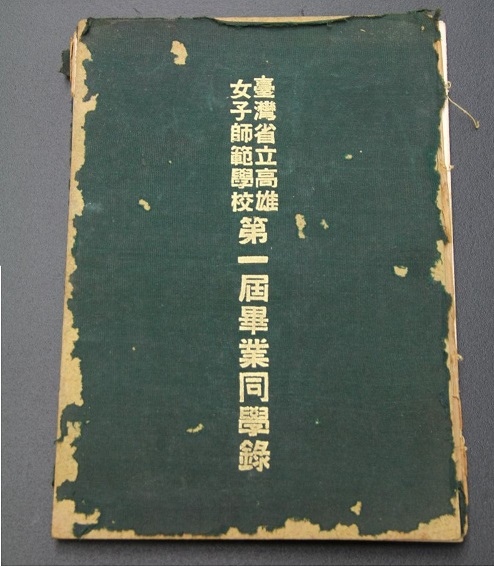 臺灣省立高雄
女子師範學校
第一屆畢業同學錄